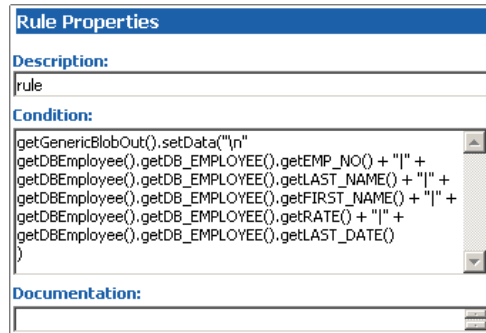 Rule Properties
Description:
rule
Condition:
getGenericBlobOut().setData("\n"
getDBEmployee().getDB_EMPLOYEE().getEMP_NO() + "|" +
getDBEmployee().getDB_EMPLOYEE().getLAST_NAME() + "|" +
getDBEmployee().getDB_EMPLOYEE().getFIRST_NAME() + "|" +
getDBEmployee().getDB_EMPLOYEE().getRATE() + "|" +
getDBEmployee().getDB_EMPLOYEE().getLAST_DATE()
)
Documentation: